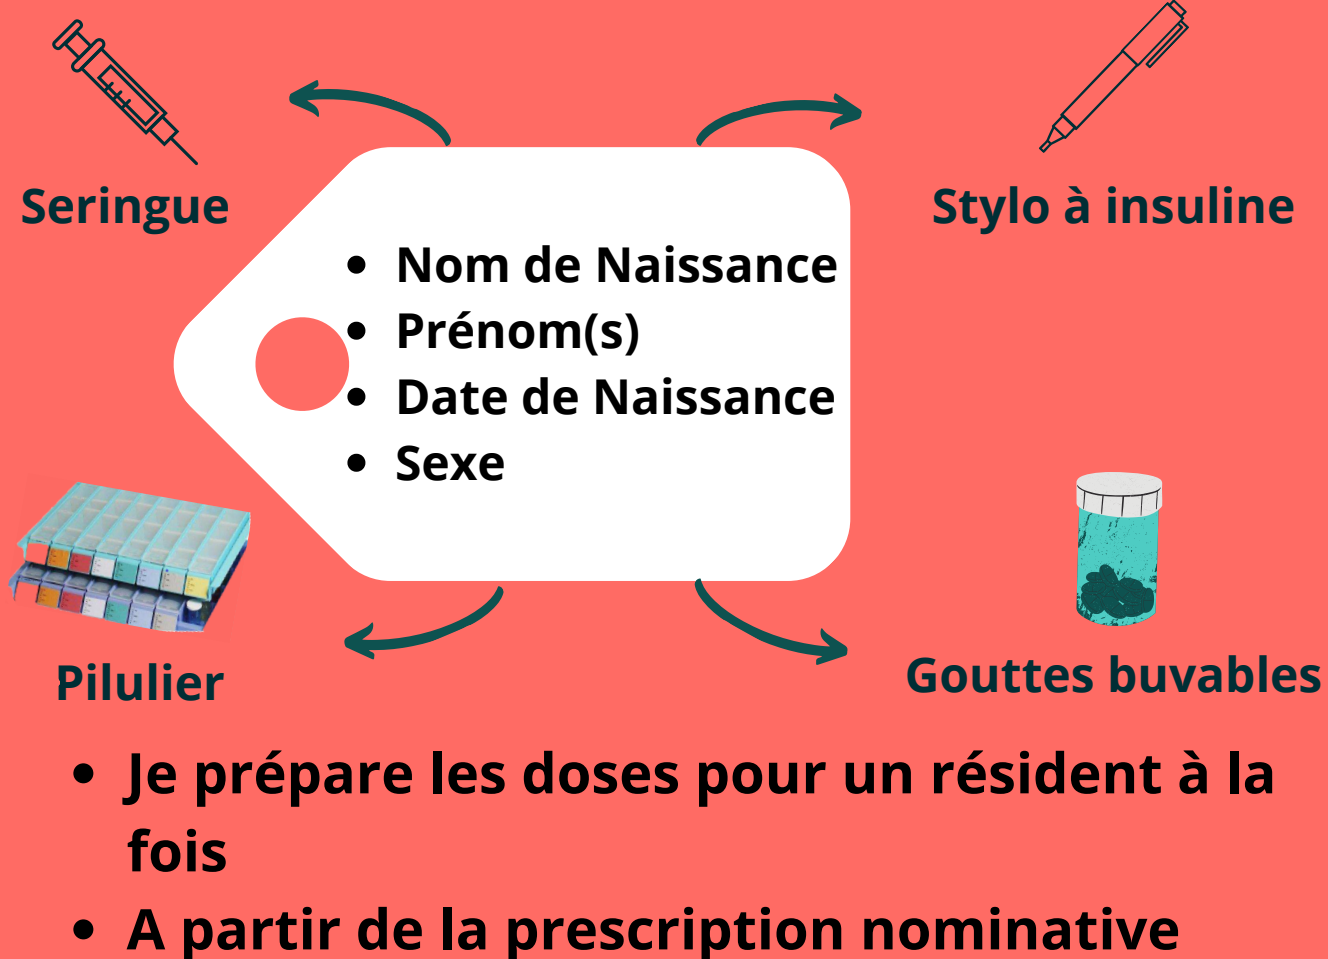 Seringue
Stylo à insuline
• Nom de Naissance
• Prénom(s)
• Date de Naissance
• Sexe
Pilulier
Gouttes buvables
• Je prépare les doses pour un résident à la
fois
• A partir de la prescription nominative